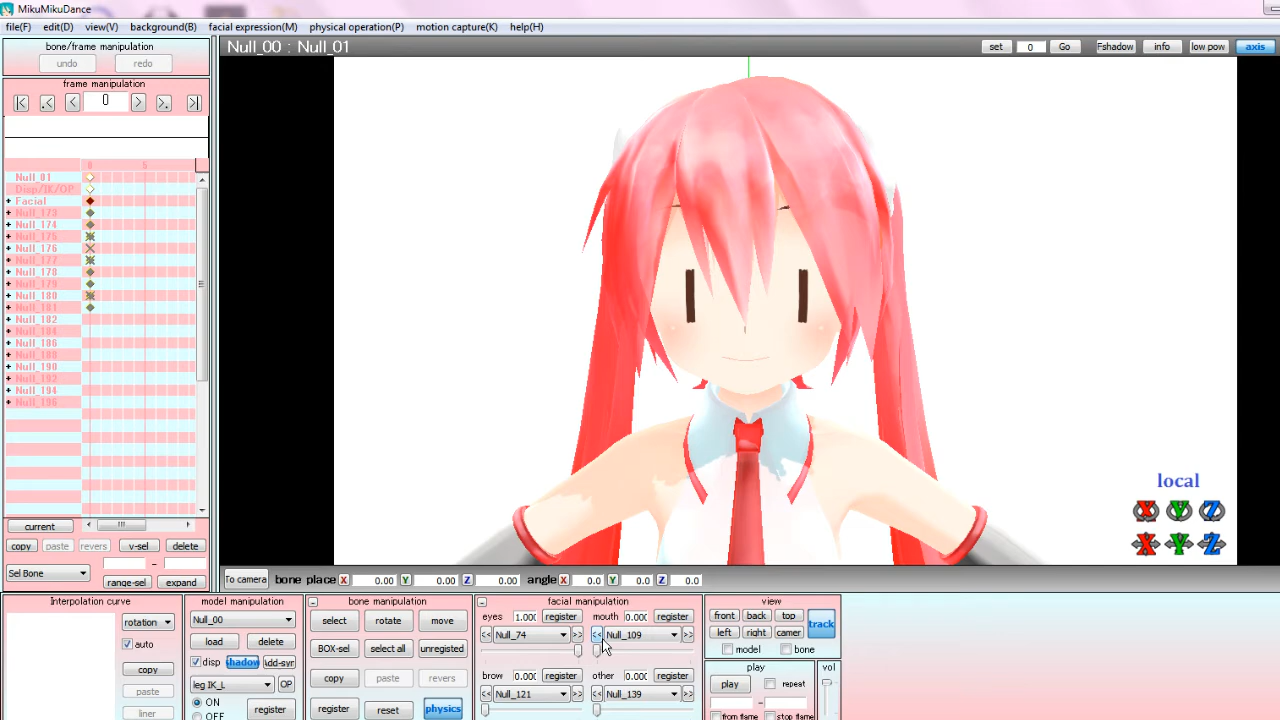 MikuMikuDance
file(F) edit(D) view(V) background(B) facial expression(M) physical operation(P) motion capture(K) help(H)
bone/frame manipulation
undo redo
Null_00 : Null_01
set 0 Go Fshadow info low pow axis
frame manipulation
0
0 5
Null_01
Disp/IK/OP
Facial
Null_173
Null_174
Null_175
Null_176
Null_177
Null_178
Null_179
Null_180
Null_181
Null_182
Null_184
Null_186
Null_188
Null_190
Null_192
Null_194
Null_196
current
copy paste revers v-sel delete
Sel Bone range-sel expand
local
X Y Z
X Y Z
To camera bone place X 0.00 Y 0.00 Z 0.00 angle X 0.0 Y 0.0 Z 0.0
Interpolation curve
rotation
auto
copy
paste
liner
model manipulation
Null_00
load delete
disp shadow
leg IK_L OP
ON
OFF register
bone manipulation
select rotate move
BOX-sel select all unregistered
copy paste revers
register reset physics
facial manipulation
eyes 1.000 register mouth 0.000 register
<< Null_74 >> << Null_109 >>
brow register other register
<< Null_121 >> << Null_139 >>
view
front back top
left right camer track
model bone
play vol
play repeat
from frame stop frame